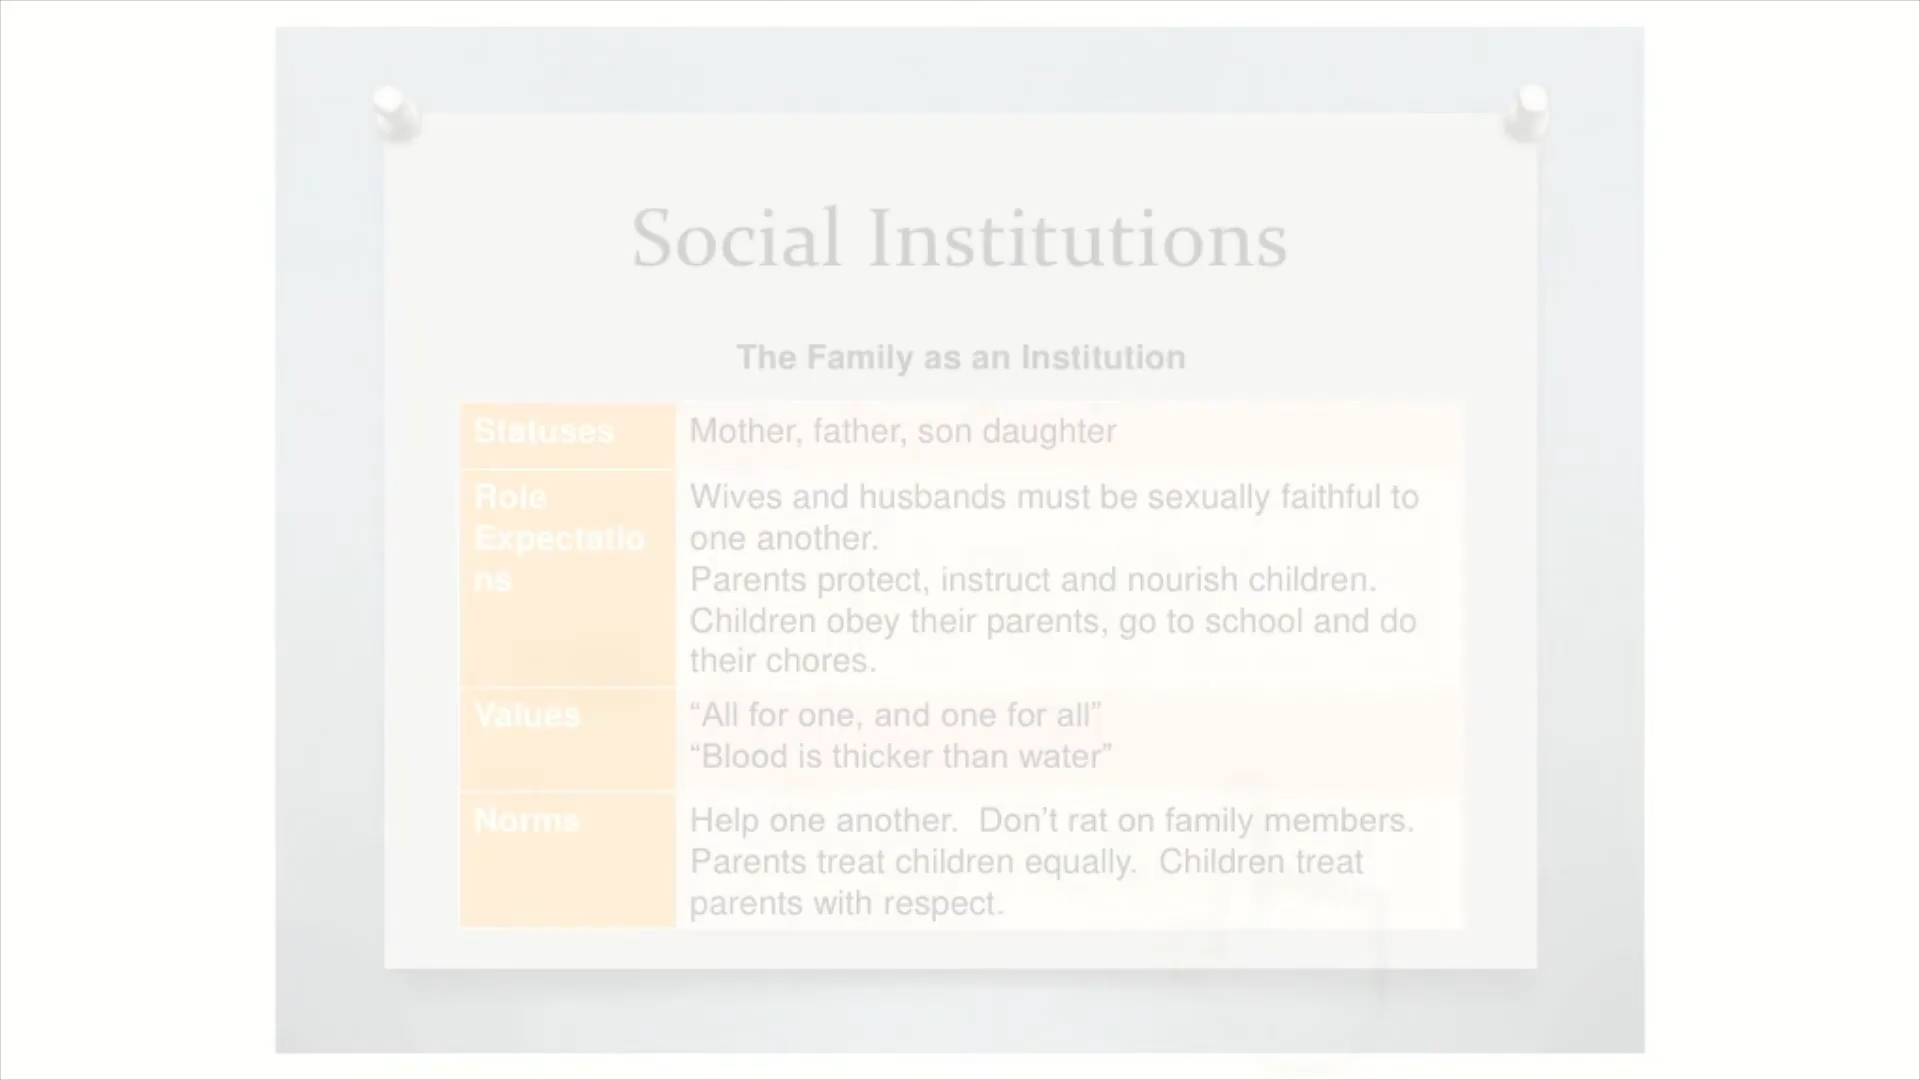 Social Institutions
The Family as an Institution
Statuses
Mother, father, son daughter
Role
Expectatio
ns
Wives and husbands must be sexually faithful to
one another.
Parents protect, instruct and nourish children.
Children obey their parents, go to school and do
their chores.
Values
“All for one, and one for all”
“Blood is thicker than water”
Norms
Help one another.  Don’t rat on family members.
Parents treat children equally.  Children treat
parents with respect.